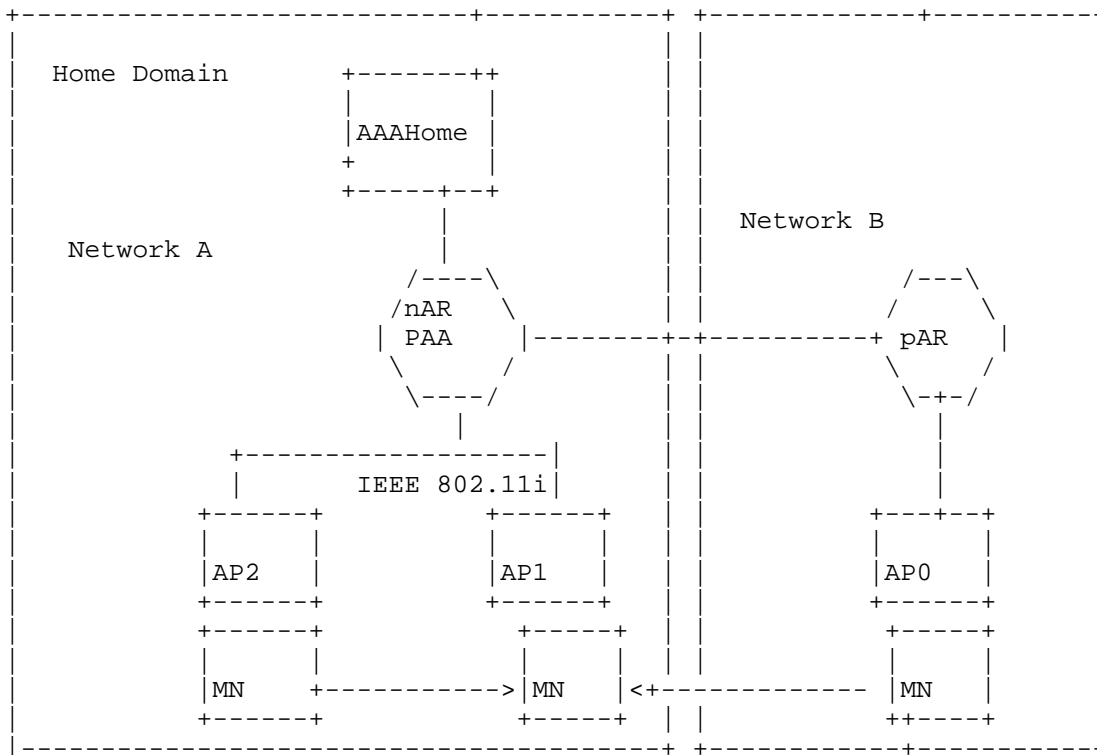 Home Domain
AAAHome
Network B
Network A
nAR
PAA
pAR
IEEE 802.11i
AP2 AP1 AP0
MN MN MN